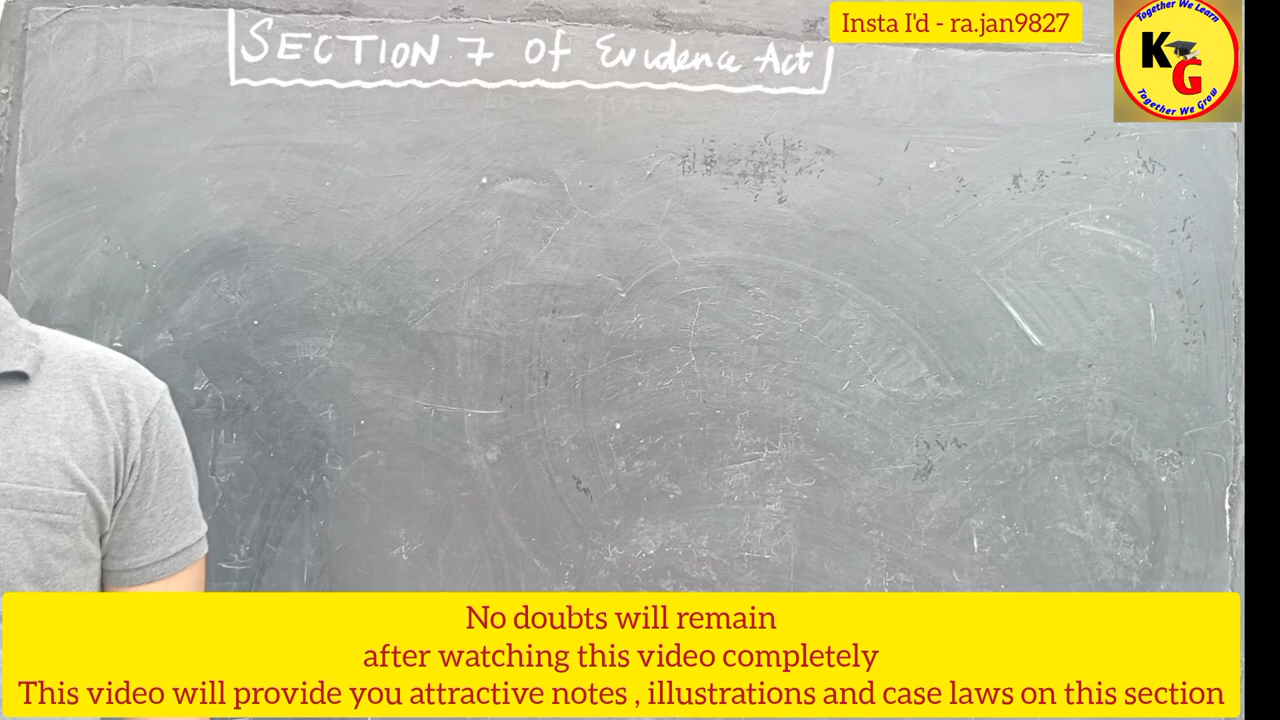 Insta I'd - ra.jan9827
SECTION 7 Of Evidence Act
Together We Learn
KG
Together We Grow
No doubts will remain
after watching this video completely
This video will provide you attractive notes , illustrations and case laws on this section